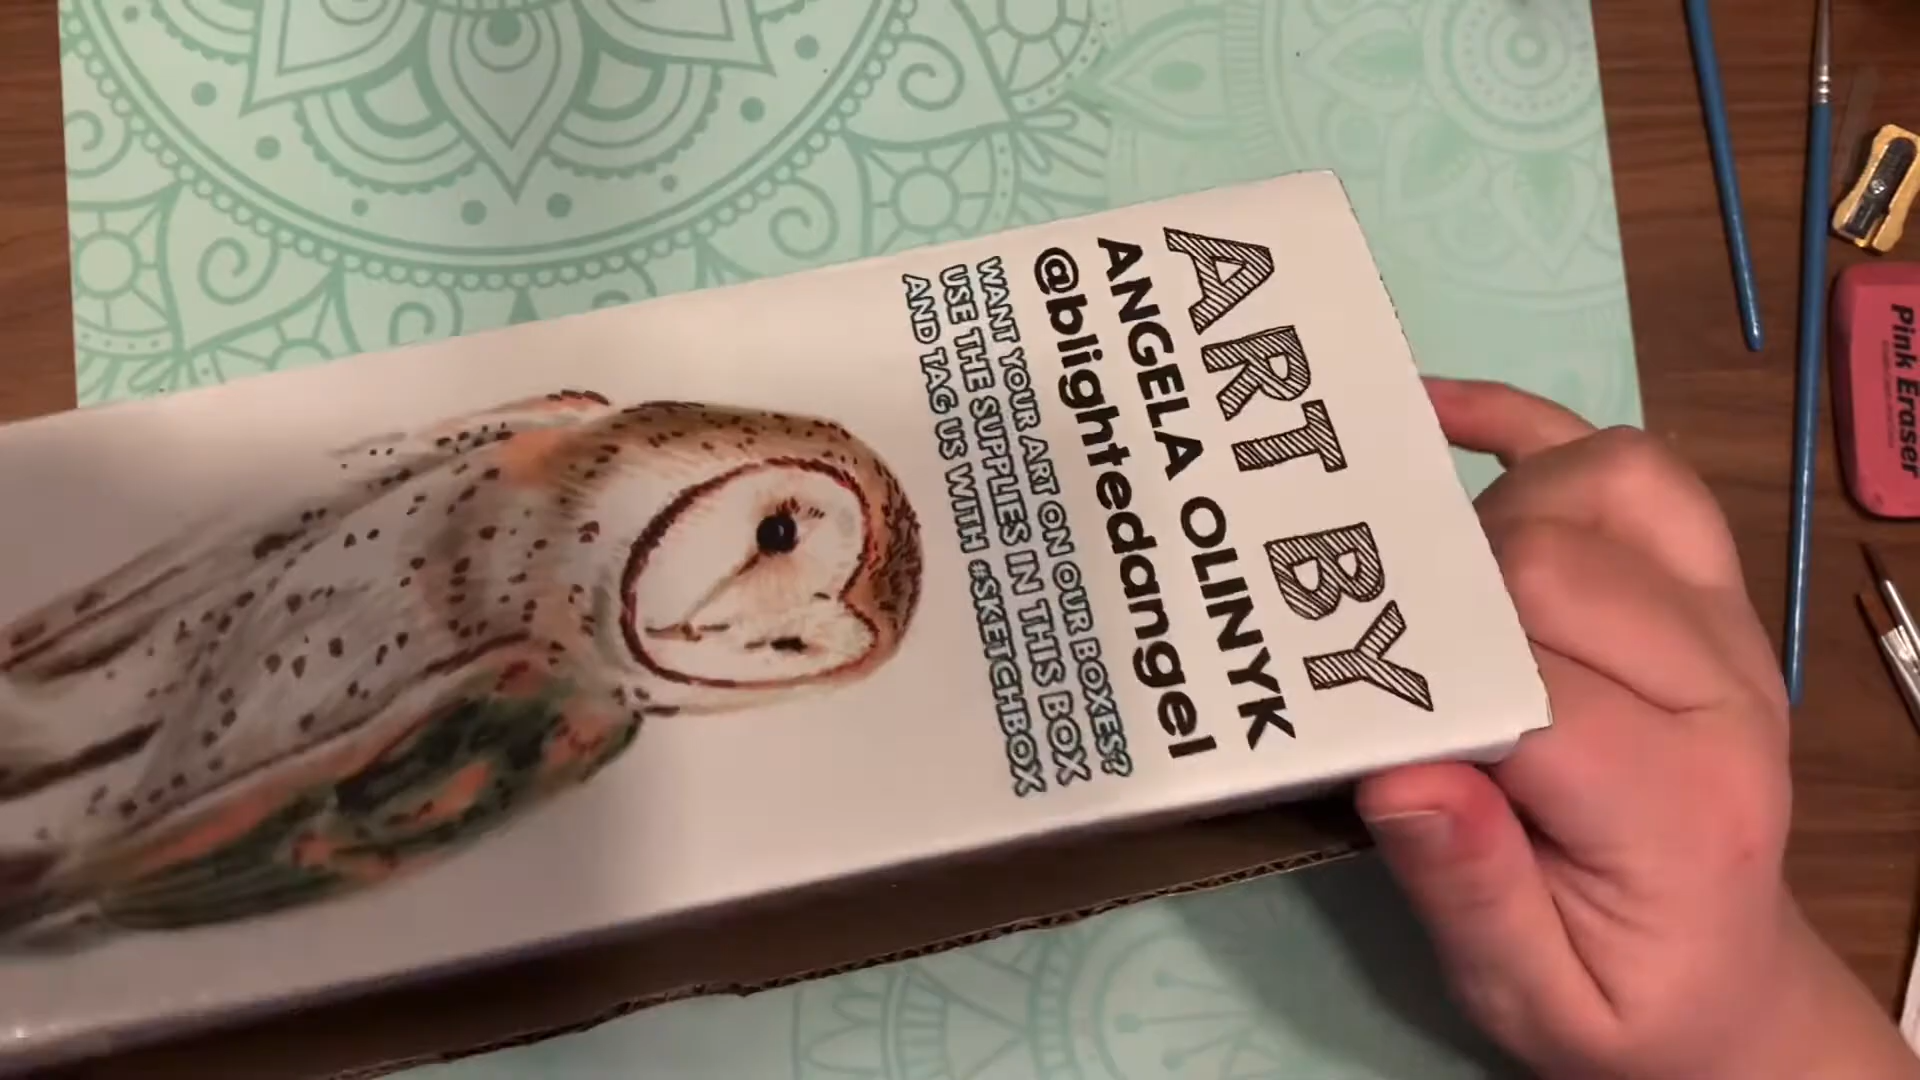 ART BY
ANGELA OLINYK
@blightedangel
WANT YOUR ART ON OUR BOXES?
USE THE SUPPLIES IN THIS BOX
AND TAG US WITH #SKETCHBOX
Pink Eraser